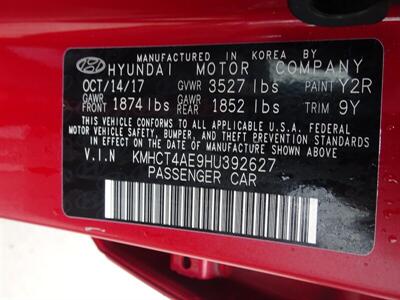 MANUFACTURED IN KOREA BY
HYUNDAI MOTOR COMPANY
OCT/14/17 GVWR 3527 lbs PAINT Y2R
GAWR FRONT 1874 lbs GAWR REAR 1852 lbs TRIM 9Y
THIS VEHICLE CONFORMS TO ALL APPLICABLE U.S.A. FEDERAL
MOTOR VEHICLE SAFETY, BUMPER, AND THEFT PREVENTION STANDARDS
IN EFFECT ON THE DATE OF MANUFACTURE SHOWN ABOVE.
V.I.N KMHCT4AE9HU392627
PASSENGER CAR